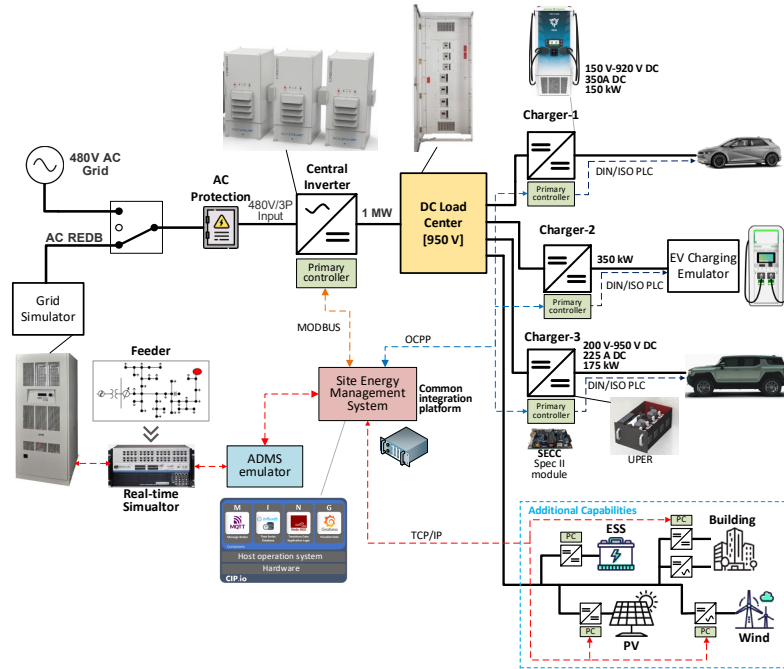 480V AC
Grid
AC REDB
Grid
Simulator
AC
Protection
480V/3P
Input
Central
Inverter
Primary
controller
1 MW
DC Load
Center
[950 V]
150 V-920 V DC
350A DC
150 kW
Charger-1
Primary
controller
DIN/ISO PLC
Charger-2
350 kW
Primary
controller
DIN/ISO PLC
EV Charging
Emulator
Charger-3
200 V-950 V DC
225 A DC
175 kW
DIN/ISO PLC
Primary
controller
SECC
Spec II
module
UPER
MODBUS
OCPP
Site Energy
Management
System
Common
integration
platform
Feeder
Real-time
Simualtor
ADMS
emulator
M
I
N
G
MQTT
Grafana
Host operation system
Hardware
CIP.io
TCP/IP
Additional Capabilities
PC
ESS
PC
Building
PC
PV
PC
Wind